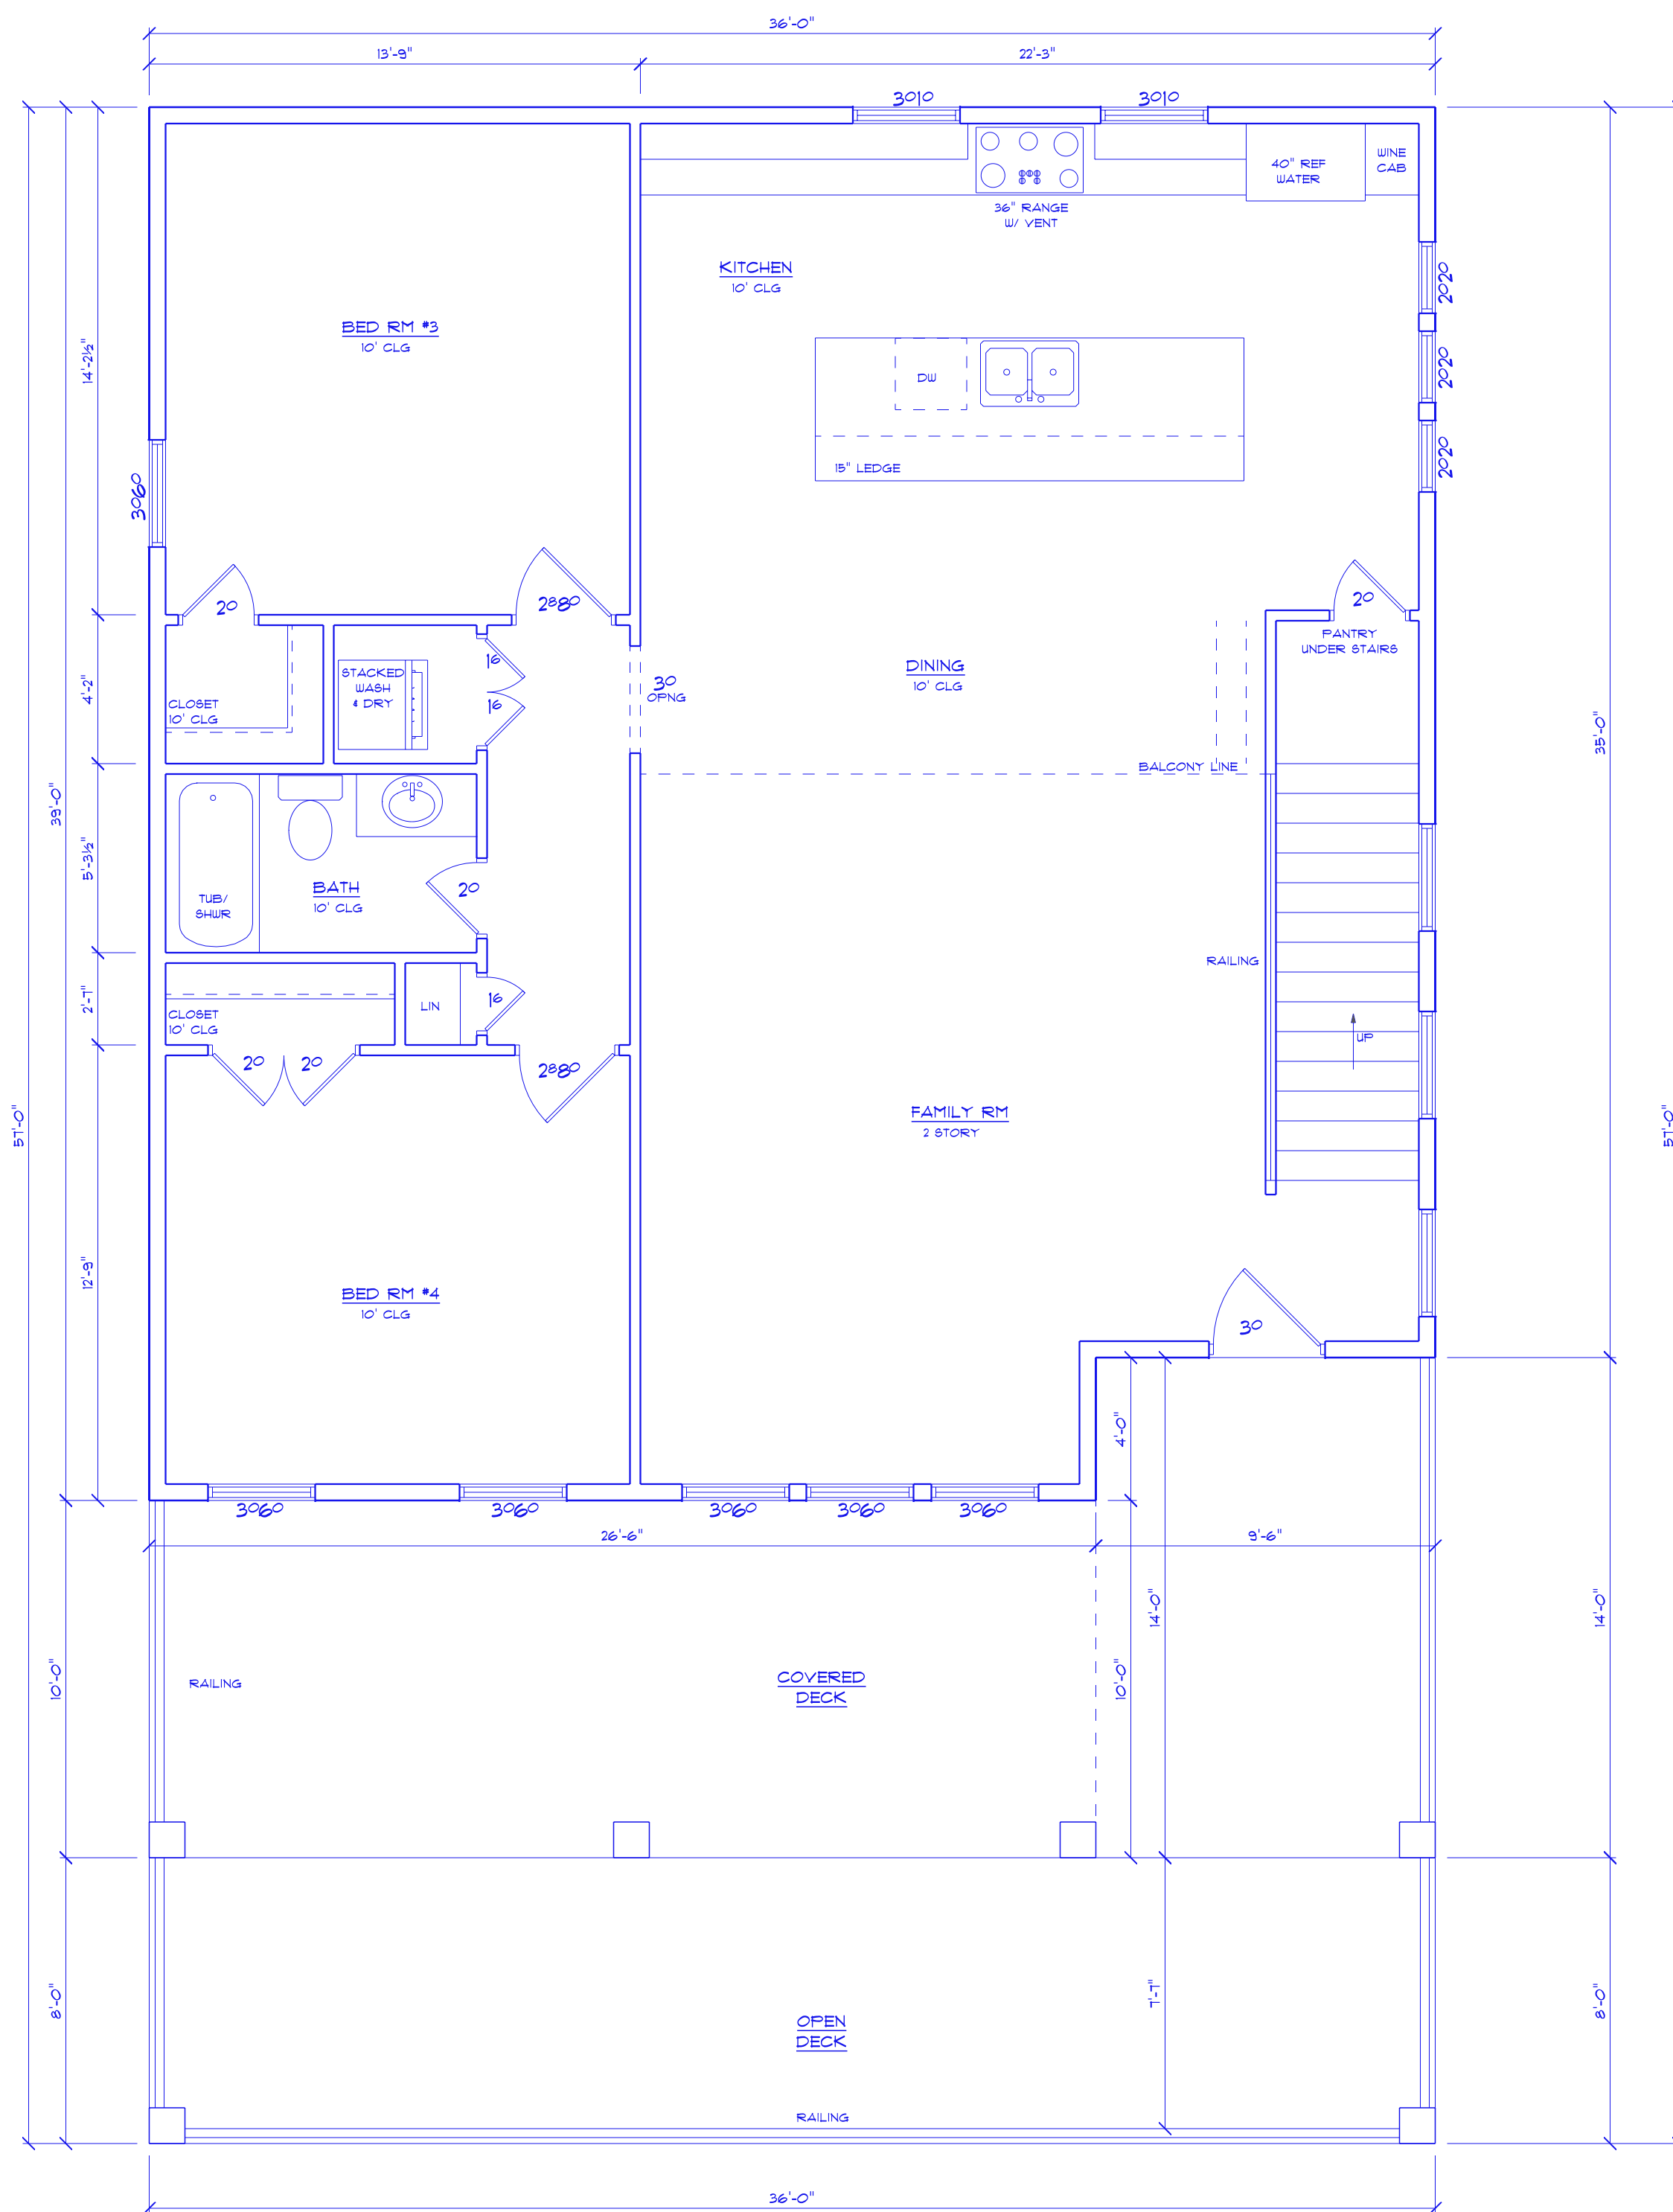 36'-0"
13'-9"
22'-3"
3010
3010
40" REF
WATER
WINE
CAB
36" RANGE
W/ VENT
KITCHEN
10' CLG
2020
BED RM #3
10' CLG
14'-2½"
2020
DW
2020
15" LEDGE
3060
20
2880
20
PANTRY
UNDER STAIRS
16
STACKED
WASH
& DRY
DINING
10' CLG
4'-2"
30
OPNG
16
CLOSET
10' CLG
35'-0"
BALCONY LINE
39'-0"
5'-3½"
BATH
10' CLG
20
TUB/
SHWR
RAILING
2'-7"
LIN
16
CLOSET
10' CLG
UP
20
20
2880
57'-0"
57'-0"
FAMILY RM
2 STORY
12'-9"
BED RM #4
10' CLG
30
4'-0"
3060
3060
3060
3060
3060
26'-6"
9'-6"
14'-0"
14'-0"
10'-0"
10'-0"
RAILING
COVERED
DECK
8'-0"
7'-7"
8'-0"
OPEN
DECK
RAILING
36'-0"